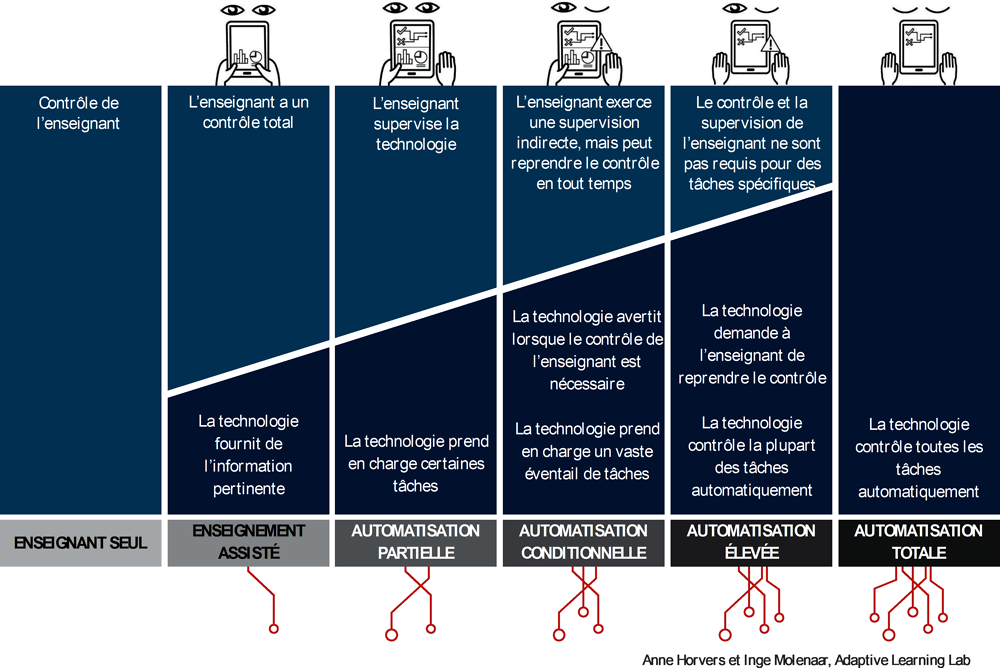 Contrôle de
l'enseignant
L'enseignant a un
contrôle total
L'enseignant
supervise la
technologie
L'enseignant exerce
une supervision
indirecte, mais peut
reprendre le contrôle
en tout temps
Le contrôle et la
supervision de
l'enseignant ne sont
pas requis pour des
tâches spécifiques
La technologie
fournit de
l'information
pertinente
La technologie prend
en charge certaines
tâches
La technologie avertit
lorsque le contrôle de
l'enseignant est
nécessaire
La technologie prend
en charge un vaste
éventail de tâches
La technologie
demande à
l'enseignant de
reprendre le contrôle
La technologie
contrôle la plupart
des tâches
automatiquement
La technologie
contrôle toutes les
tâches
automatiquement
ENSEIGNANT SEUL
ENSEIGNEMENT
ASSISTÉ
AUTOMATISATION
PARTIELLE
AUTOMATISATION
CONDITIONNELLE
AUTOMATISATION
ÉLEVÉE
AUTOMATISATION
TOTALE
Anne Horvers et Inge Molenaar, Adaptive Learning Lab